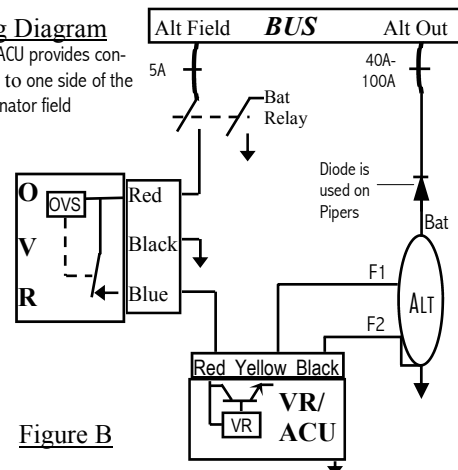 g Diagram
ACU provides con-
to one side of the
nator field
Alt Field BUS Alt Out
5A
40A-
100A
Bat
Relay
Diode is
used on
Pipers
Bat
O
V
R
OVS
Red
Black
Blue
F1
F2
ALT
Red Yellow Black
VR
VR/
ACU
Figure B